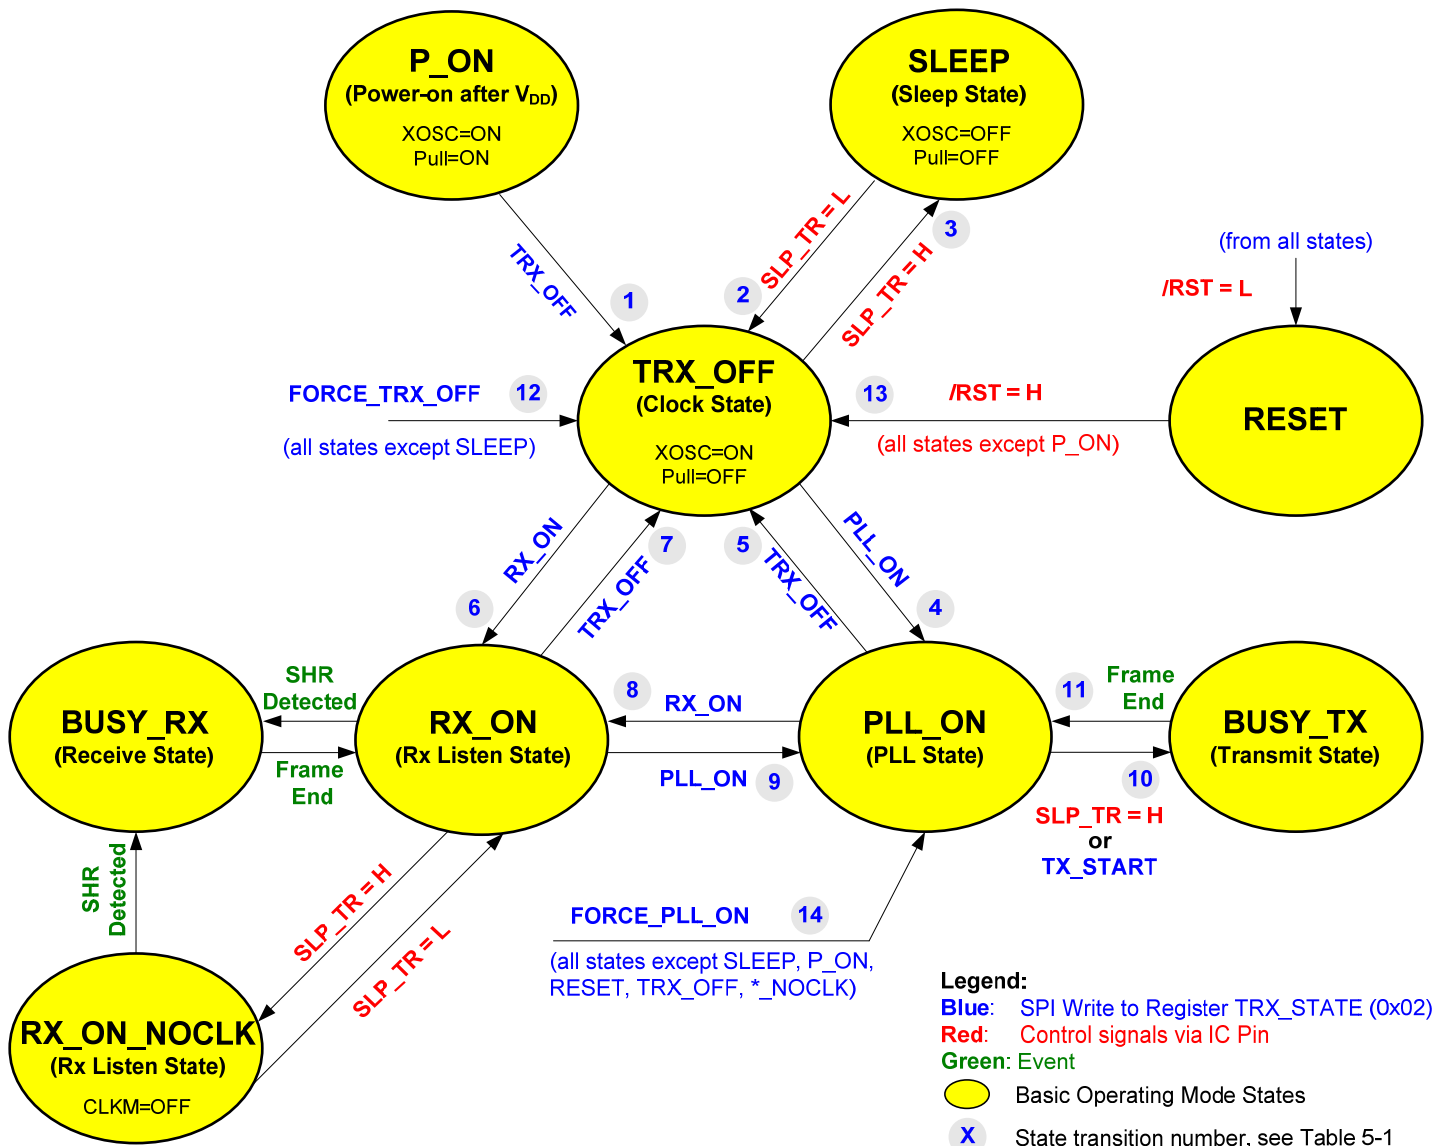 P_ON
(Power-on after VDD)
XOSC=ON
Pull=ON
SLEEP
(Sleep State)
XOSC=OFF
Pull=OFF
TRX_OFF
1
2
SLP_TR = L
SLP_TR = H
3
(from all states)
/RST = L
RESET
TRX_OFF
(Clock State)
XOSC=ON
Pull=OFF
FORCE_TRX_OFF
12
(all states except SLEEP)
13
/RST = H
(all states except P_ON)
RX_ON
6
7
TRX_OFF
5
TRX_OFF
PLL_ON
4
BUSY_RX
(Receive State)
SHR
Detected
Frame
End
RX_ON
(Rx Listen State)
8
RX_ON
PLL_ON
9
PLL_ON
(PLL State)
11
Frame
End
10
SLP_TR = H
or
TX_START
BUSY_TX
(Transmit State)
SHR
Detected
SLP_TR = H
SLP_TR = L
FORCE_PLL_ON
14
(all states except SLEEP, P_ON,
RESET, TRX_OFF, *_NOCLK)
RX_ON_NOCLK
(Rx Listen State)
CLKM=OFF
Legend:
Blue: SPI Write to Register TRX_STATE (0x02)
Red: Control signals via IC Pin
Green: Event
Basic Operating Mode States
X State transition number, see Table 5-1